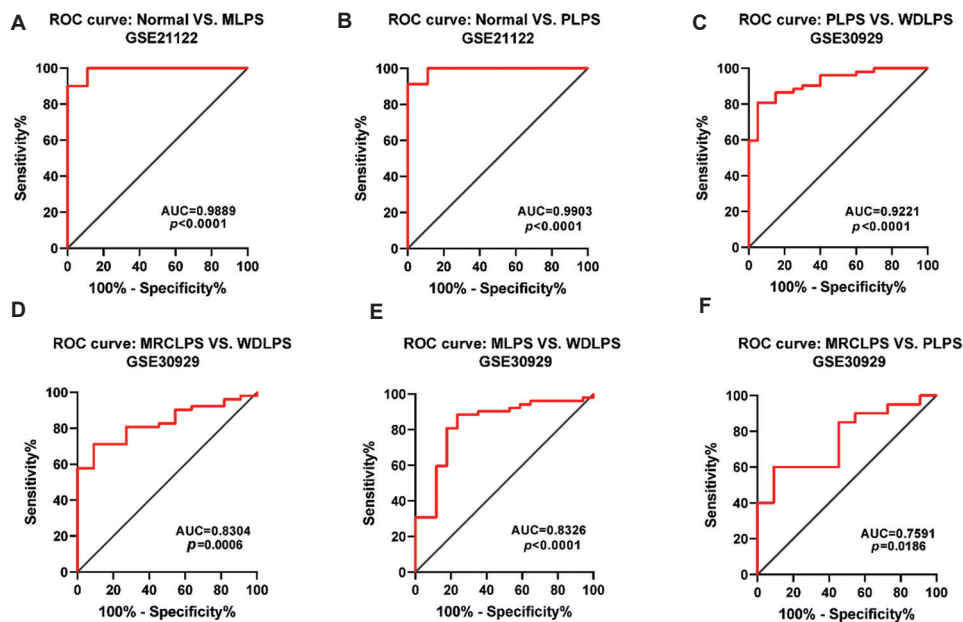 A
ROC curve: Normal VS. MLPS
GSE21122
Sensitivity%
100
80
60
40
20
0
AUC=0.9889
p<0.0001
0 20 40 60 80 100
100% - Specificity%
B
ROC curve: Normal VS. PLPS
GSE21122
Sensitivity%
100
80
60
40
20
0
AUC=0.9903
p<0.0001
0 20 40 60 80 100
100% - Specificity%
C
ROC curve: PLPS VS. WDLPS
GSE30929
Sensitivity%
100
80
60
40
20
0
AUC=0.9221
p<0.0001
0 20 40 60 80 100
100% - Specificity%
D
ROC curve: MRCLPS VS. WDLPS
GSE30929
Sensitivity%
100
80
60
40
20
0
AUC=0.8304
p=0.0006
0 20 40 60 80 100
100% - Specificity%
E
ROC curve: MLPS VS. WDLPS
GSE30929
Sensitivity%
100
80
60
40
20
0
AUC=0.8326
p<0.0001
0 20 40 60 80 100
100% - Specificity%
F
ROC curve: MRCLPS VS. PLPS
GSE30929
Sensitivity%
100
80
60
40
20
0
AUC=0.7591
p=0.0186
0 20 40 60 80 100
100% - Specificity%